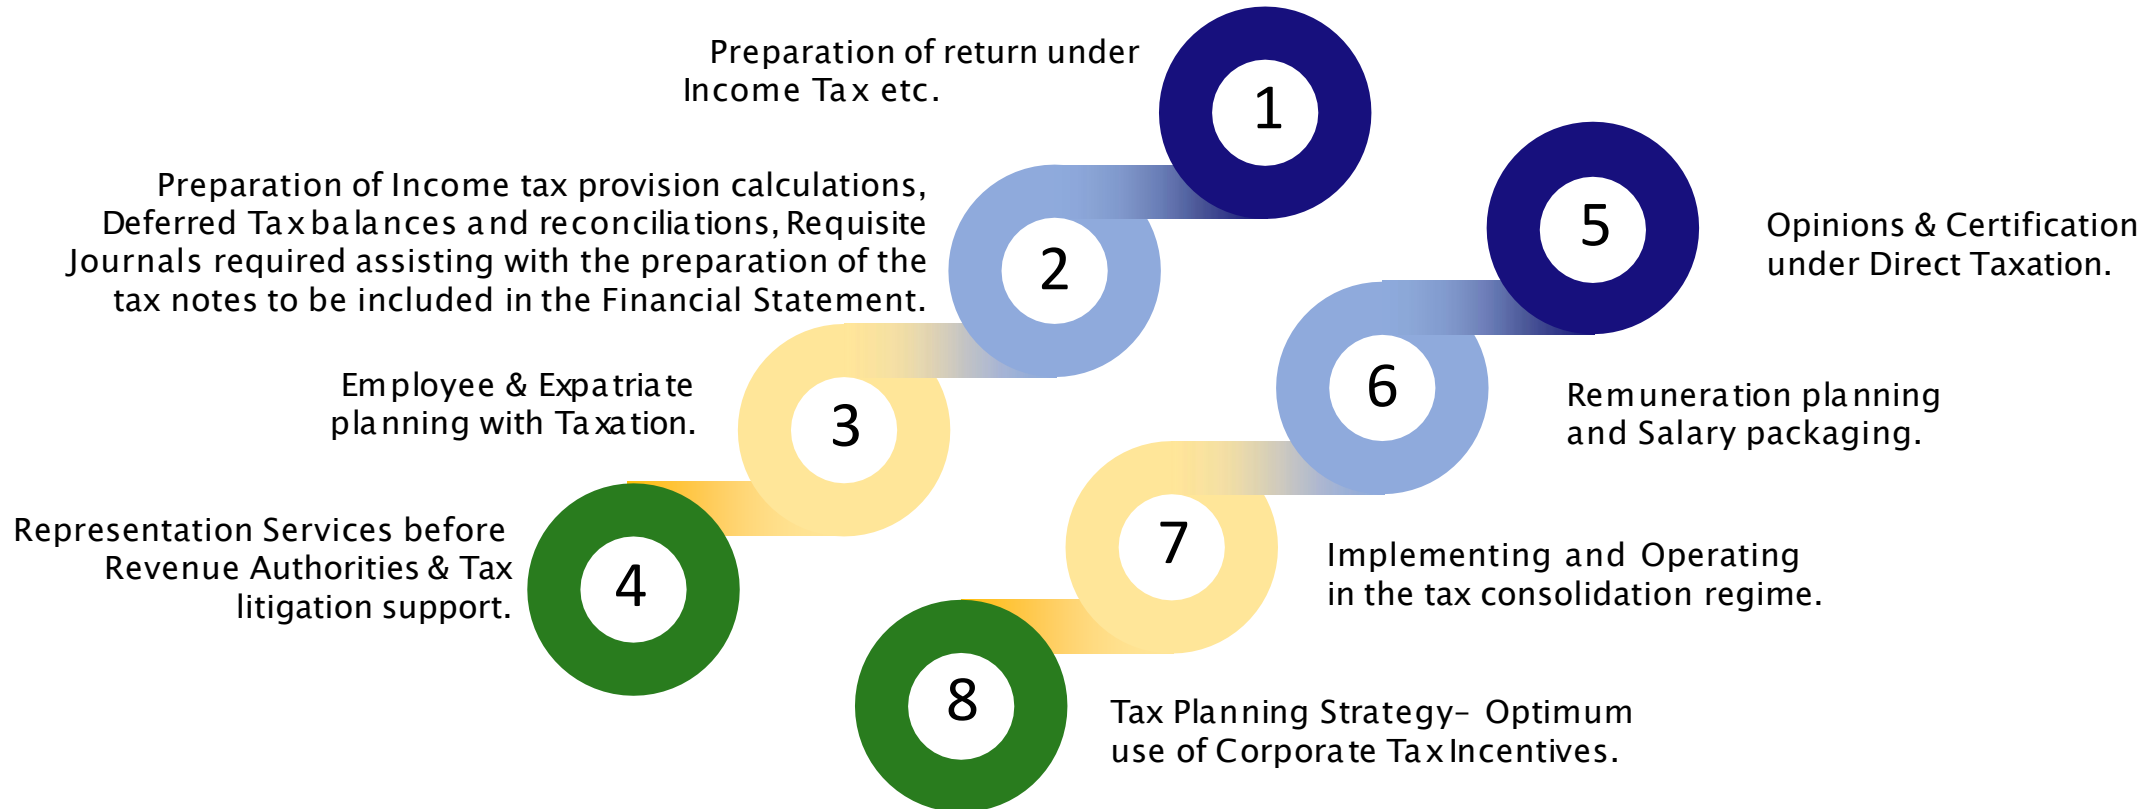 Preparation of return under
Income Tax etc.
1
Preparation of Income tax provision calculations,
Deferred Tax balances and reconciliations, Requisite
Journals required assisting with the preparation of the
tax notes to be included in the Financial Statement.
2
Employee & Expatriate
planning with Taxation.
3
Representation Services before
Revenue Authorities & Tax
litigation support.
4
5
Opinions & Certification
under Direct Taxation.
6
Remuneration planning
and Salary packaging.
7
Implementing and Operating
in the tax consolidation regime.
8
Tax Planning Strategy– Optimum
use of Corporate Tax Incentives.